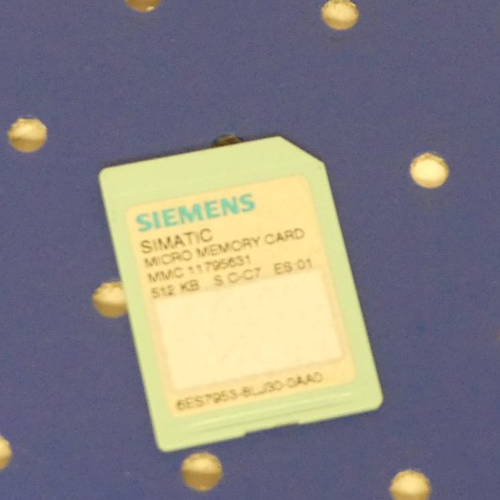 SIEMENS
SIMATIC
MICRO MEMORY CARD
MMC 11795631
512 KB S C-C7 ES 01
6ES7953-8LJ30-0AA0